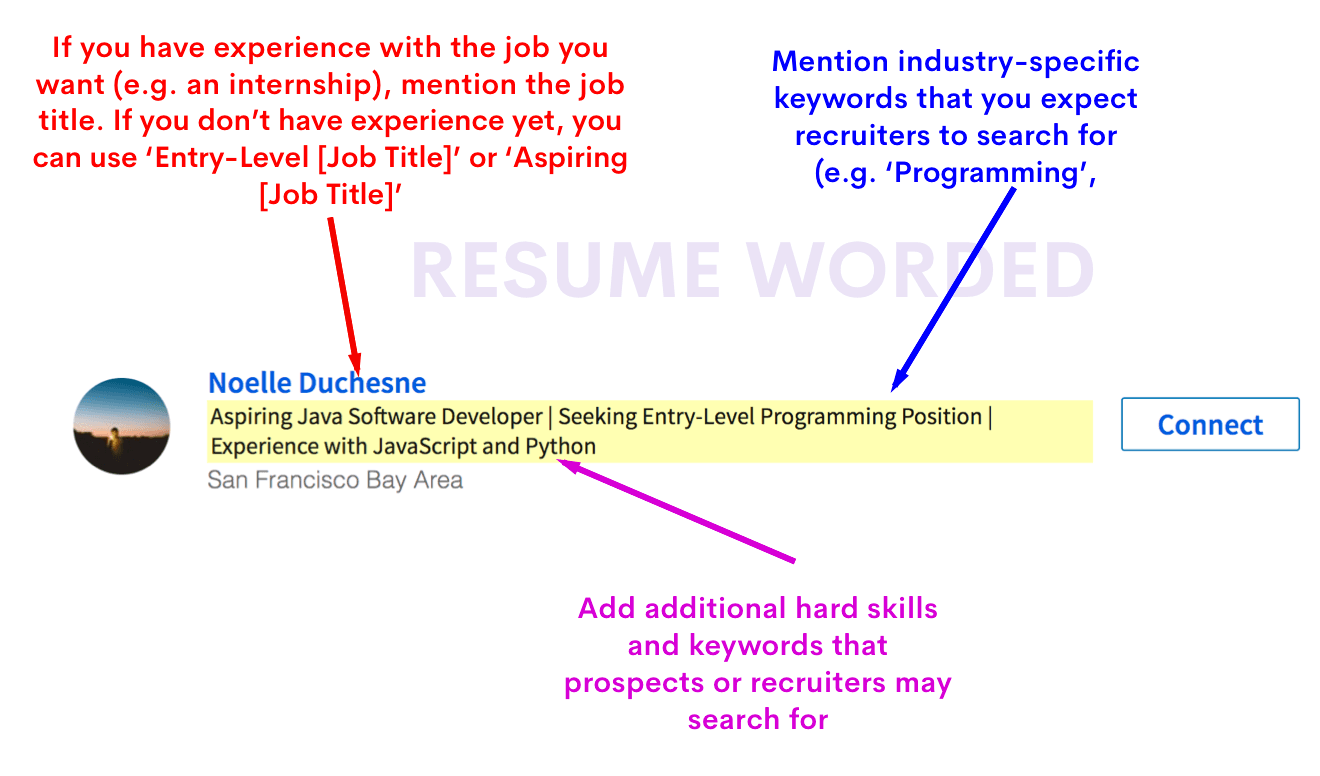 If you have experience with the job you
want (e.g. an internship), mention the job
title. If you don’t have experience yet, you
can use ‘Entry-Level [Job Title]’ or ‘Aspiring
[Job Title]’
Mention industry-specific
keywords that you expect
recruiters to search for
(e.g. ‘Programming’,
RESUME WORDED
Noelle Duchesne
Aspiring Java Software Developer | Seeking Entry-Level Programming Position |
Experience with JavaScript and Python
San Francisco Bay Area
Connect
Add additional hard skills
and keywords that
prospects or recruiters may
search for